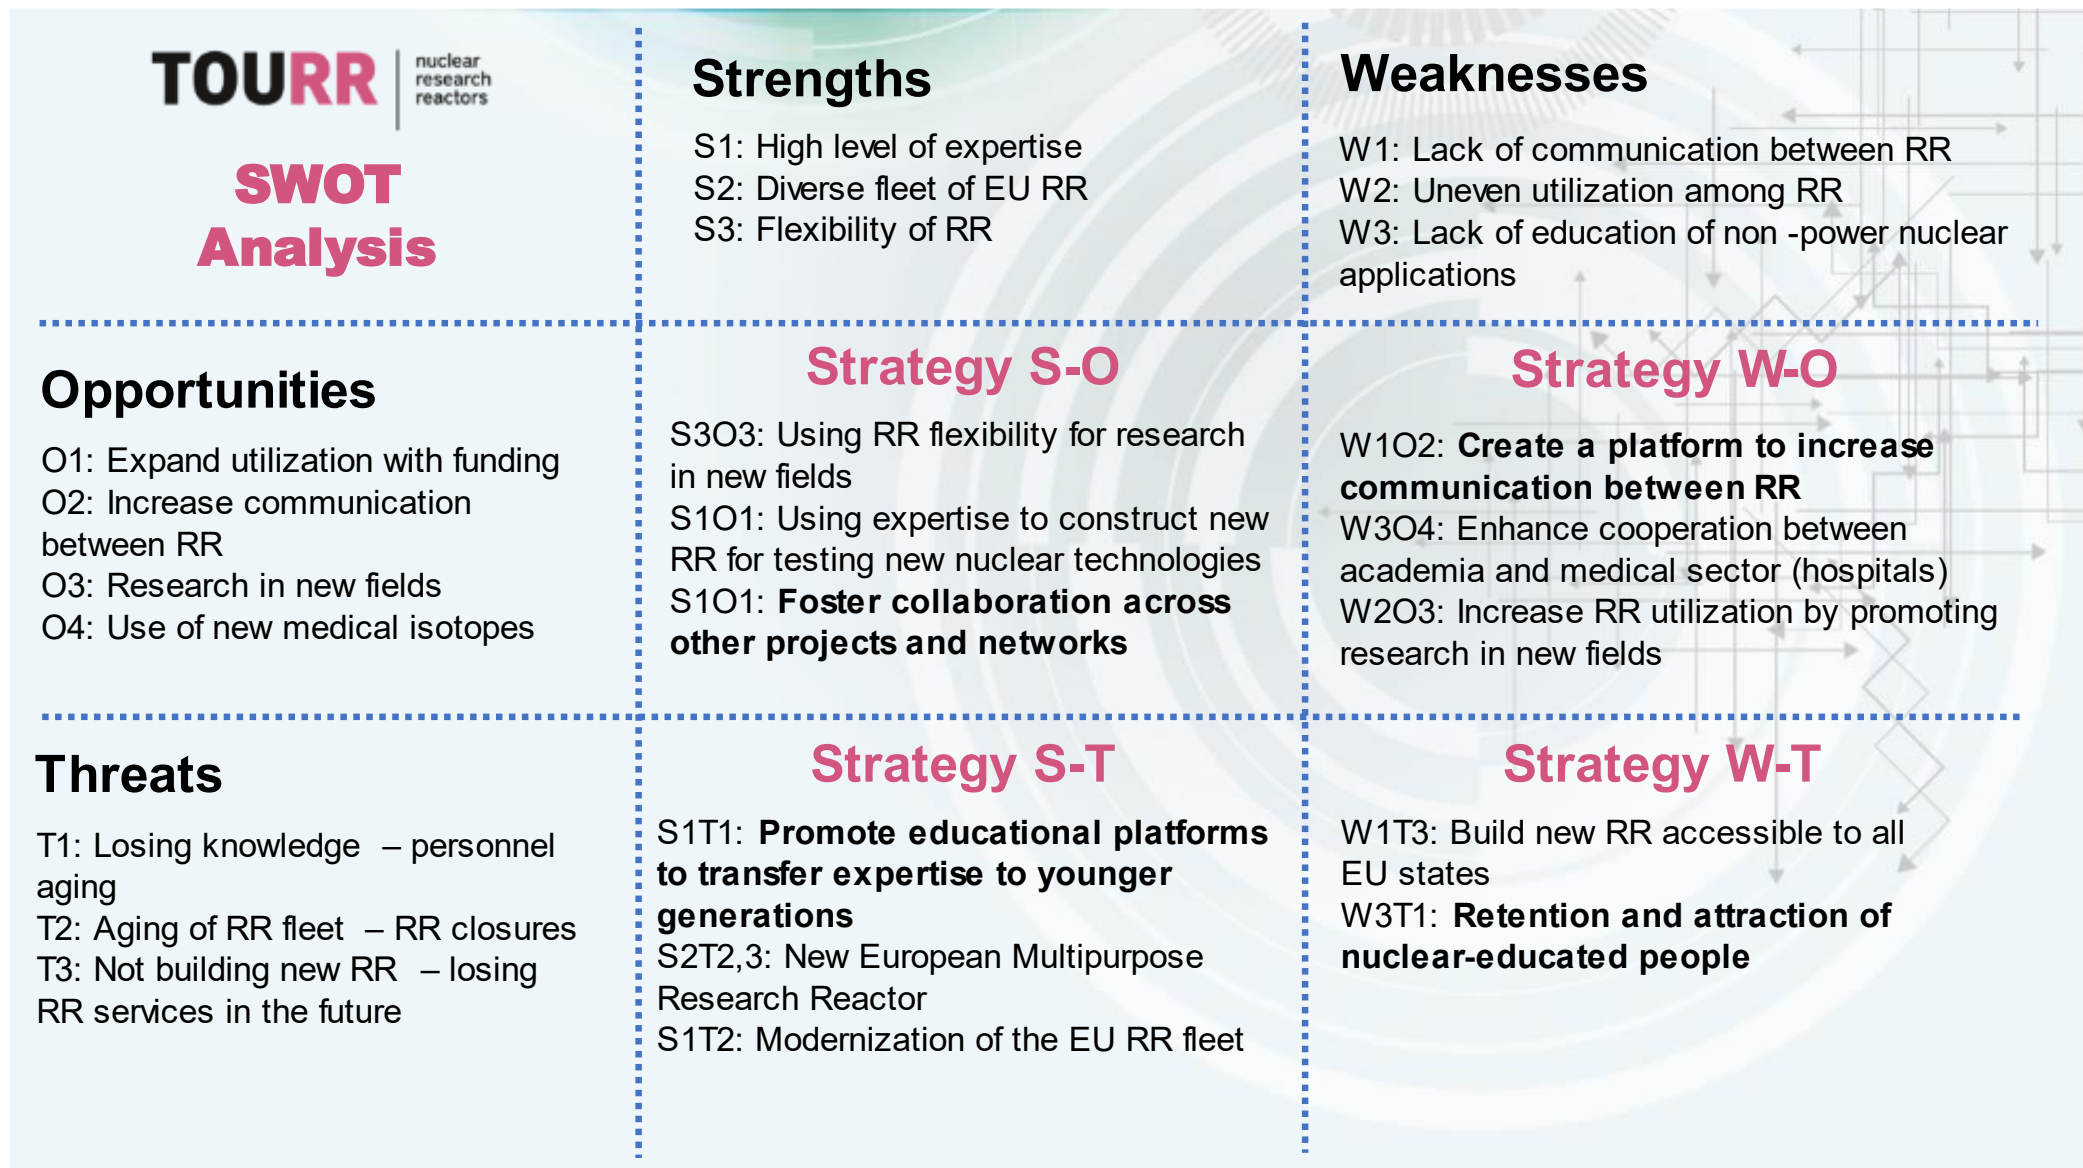 TOURR
nuclear
research
reactors
SWOT
Analysis
Strengths
S1: High level of expertise
S2: Diverse fleet of EU RR
S3: Flexibility of RR
Weaknesses
W1: Lack of communication between RR
W2: Uneven utilization among RR
W3: Lack of education of non -power nuclear
applications
Opportunities
O1: Expand utilization with funding
O2: Increase communication
between RR
O3: Research in new fields
O4: Use of new medical isotopes
Strategy S-O
S3O3: Using RR flexibility for research
in new fields
S1O1: Using expertise to construct new
RR for testing new nuclear technologies
S1O1: Foster collaboration across
other projects and networks
Strategy W-O
W1O2: Create a platform to increase
communication between RR
W3O4: Enhance cooperation between
academia and medical sector (hospitals)
W2O3: Increase RR utilization by promoting
research in new fields
Threats
T1: Losing knowledge – personnel
aging
T2: Aging of RR fleet – RR closures
T3: Not building new RR – losing
RR services in the future
Strategy S-T
S1T1: Promote educational platforms
to transfer expertise to younger
generations
S2T2,3: New European Multipurpose
Research Reactor
S1T2: Modernization of the EU RR fleet
Strategy W-T
W1T3: Build new RR accessible to all
EU states
W3T1: Retention and attraction of
nuclear-educated people